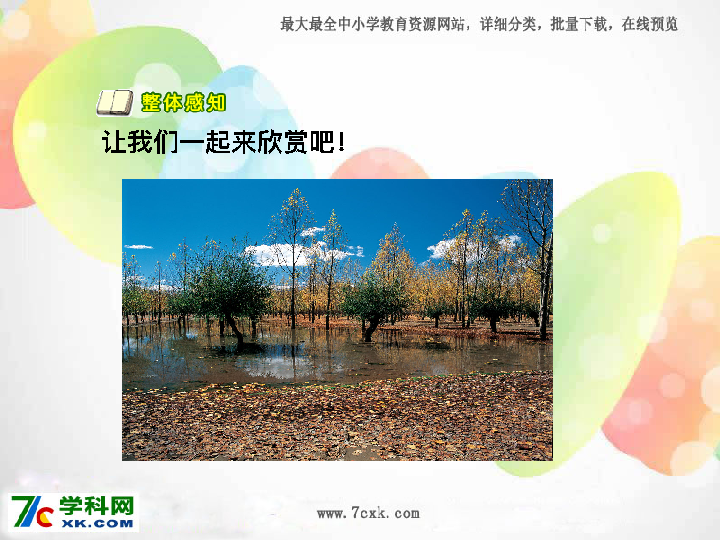 最大最全中小学教育资源网站，详细分类，批量下载，在线预览
整体感知
让我们一起来欣赏吧！
7c 学科网
XK.COM
www.7cxk.com